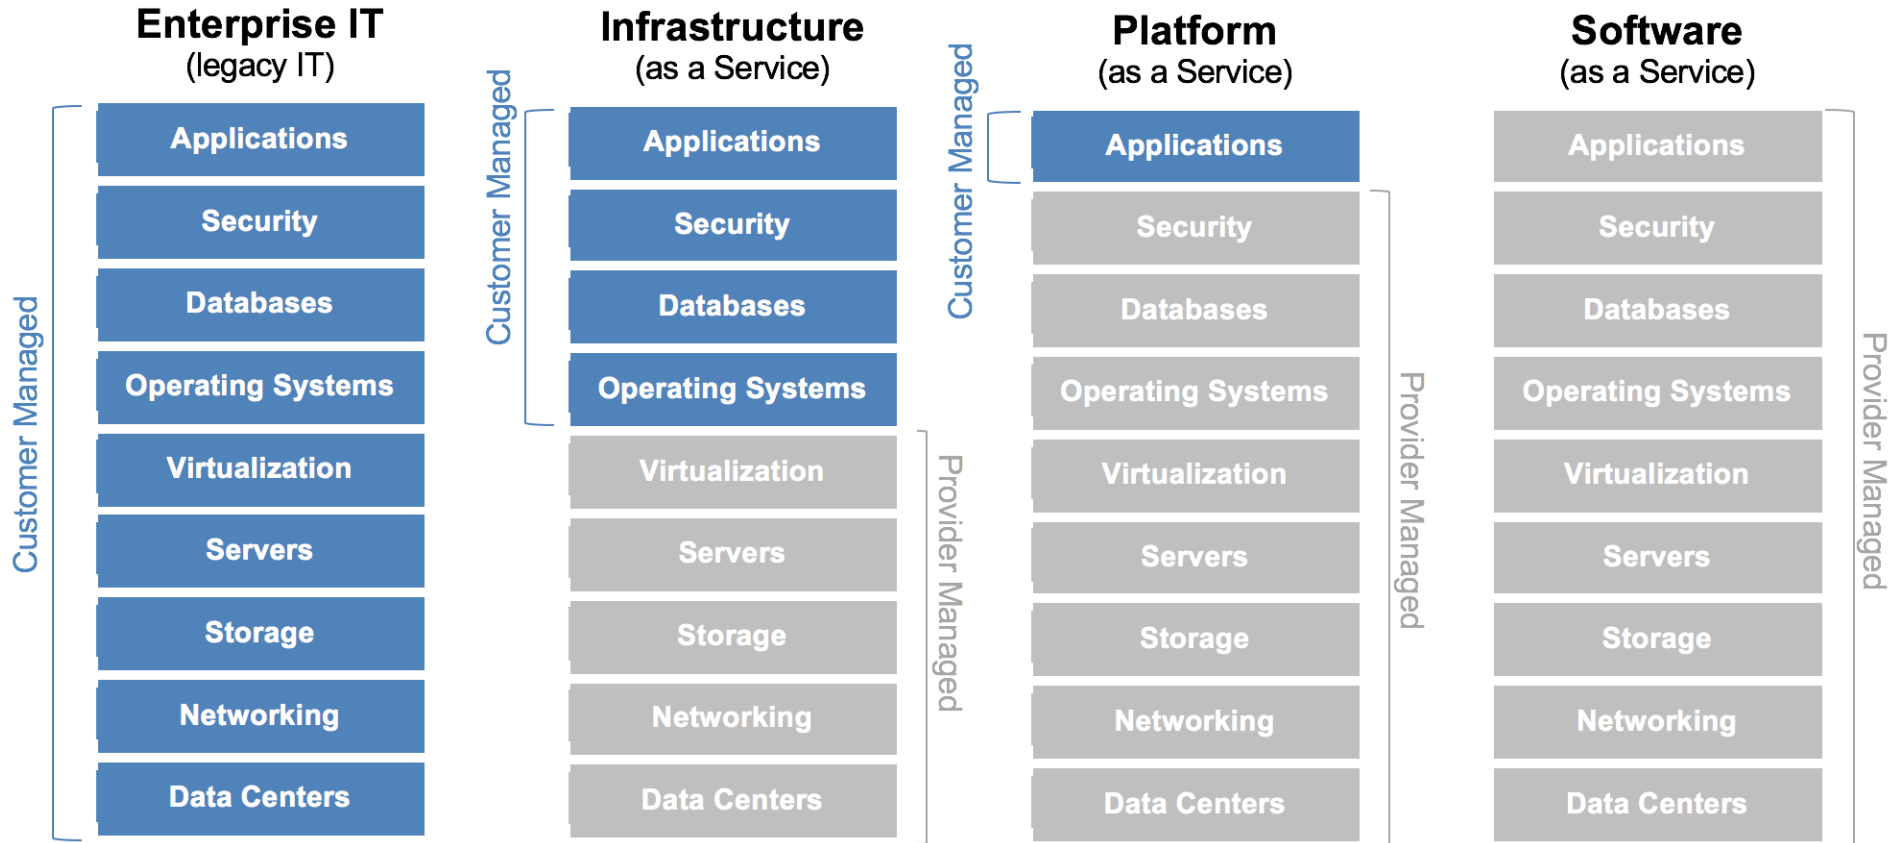 Enterprise IT
(legacy IT)
Customer Managed
Applications
Security
Databases
Operating Systems
Virtualization
Servers
Storage
Networking
Data Centers
Infrastructure
(as a Service)
Customer Managed
Applications
Security
Databases
Operating Systems
Virtualization
Servers
Storage
Networking
Data Centers
Provider Managed
Platform
(as a Service)
Customer Managed
Applications
Security
Databases
Operating Systems
Virtualization
Servers
Storage
Networking
Data Centers
Provider Managed
Software
(as a Service)
Applications
Security
Databases
Operating Systems
Virtualization
Servers
Storage
Networking
Data Centers
Provider Managed